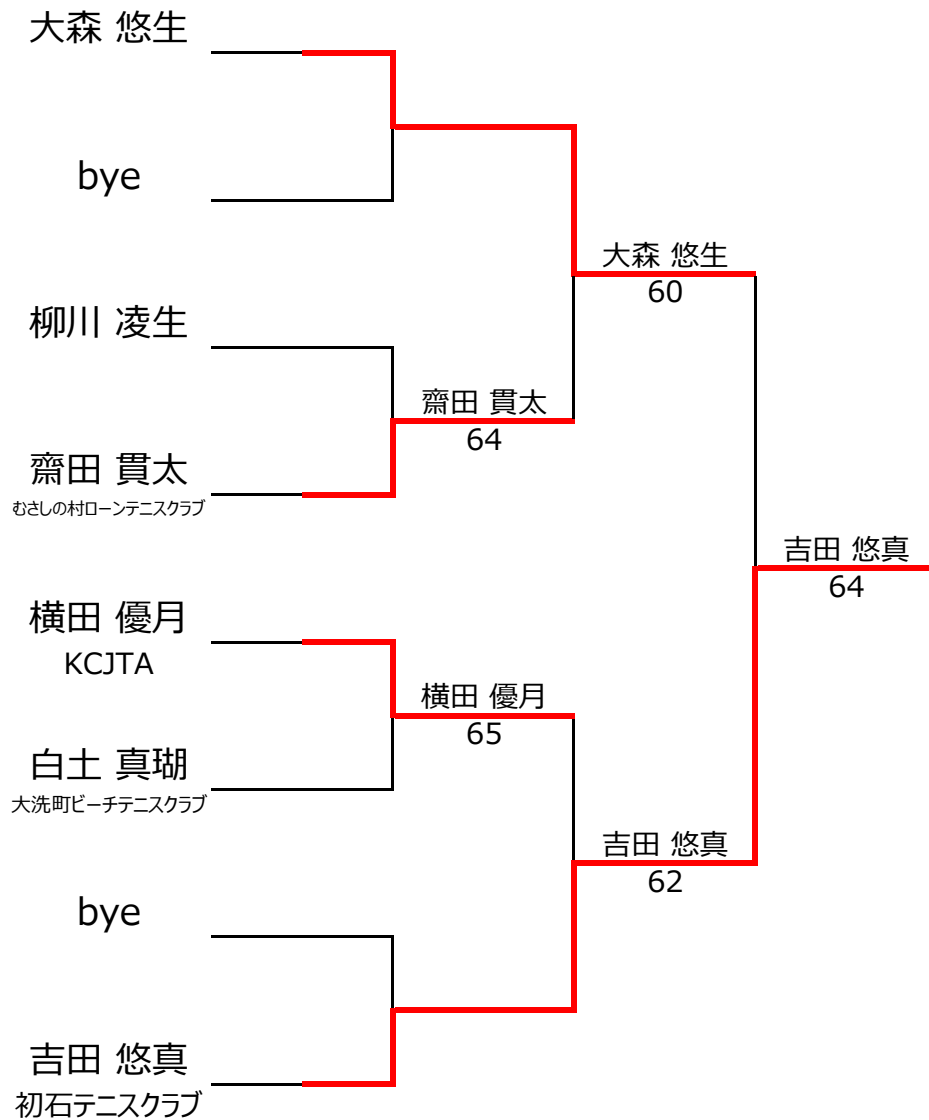 大森 悠生
bye
柳川 凌生
齋田 貫太
むさしの村ローンテニスクラブ
横田 優月
KCJTA
白土 真瑚
大洗町ビーチテニスクラブ
bye
吉田 悠真
初石テニスクラブ
齋田 貫太
64
横田 優月
65
大森 悠生
60
吉田 悠真
62
吉田 悠真
64